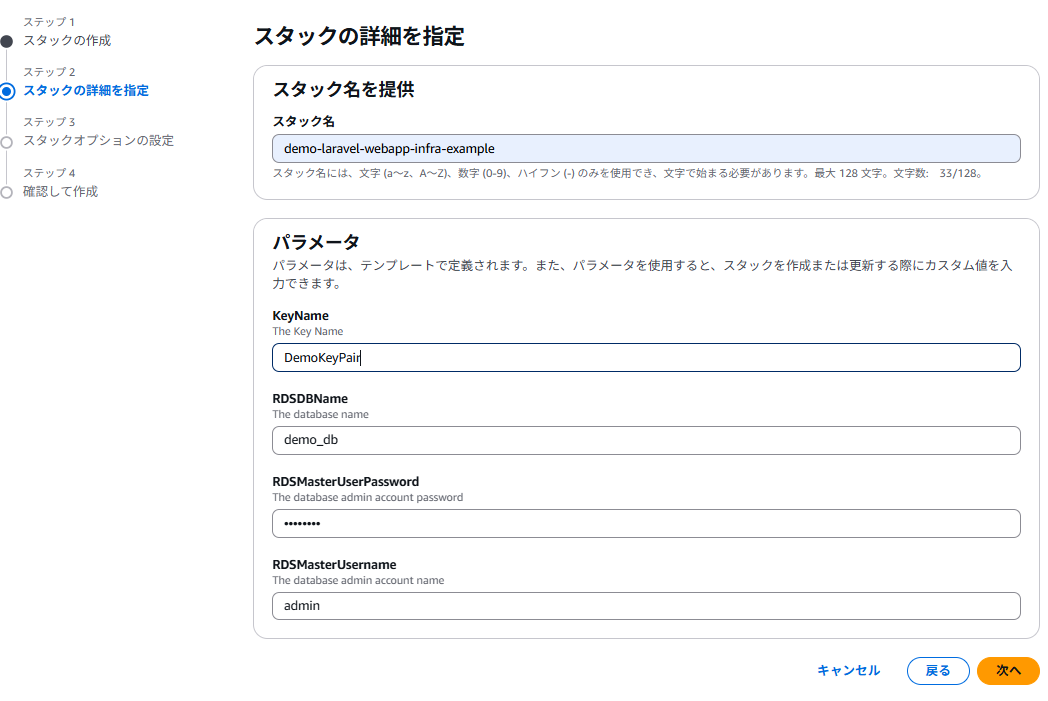 ステップ 1
スタックの作成
ステップ 2
スタックの詳細を指定
ステップ 3
スタックオプションの設定
ステップ 4
確認して作成
スタックの詳細を指定
スタック名を提供
スタック名
demo-laravel-webapp-infra-example
スタック名には、文字 (a～z、A～Z)、数字 (0-9)、ハイフン (-) のみを使用でき、文字で始まる必要があります。最大 128 文字。文字数: 33/128。
パラメータ
パラメータは、テンプレートで定義されます。また、パラメータを使用すると、スタックを作成または更新する際にカスタム値を入
力できます。
KeyName
The Key Name
DemoKeyPair
RDSDBName
The database name
demo_db
RDSMasterUserPassword
The database admin account password
••••••••
RDSMasterUsername
The database admin account name
admin
キャンセル
戻る
次へ